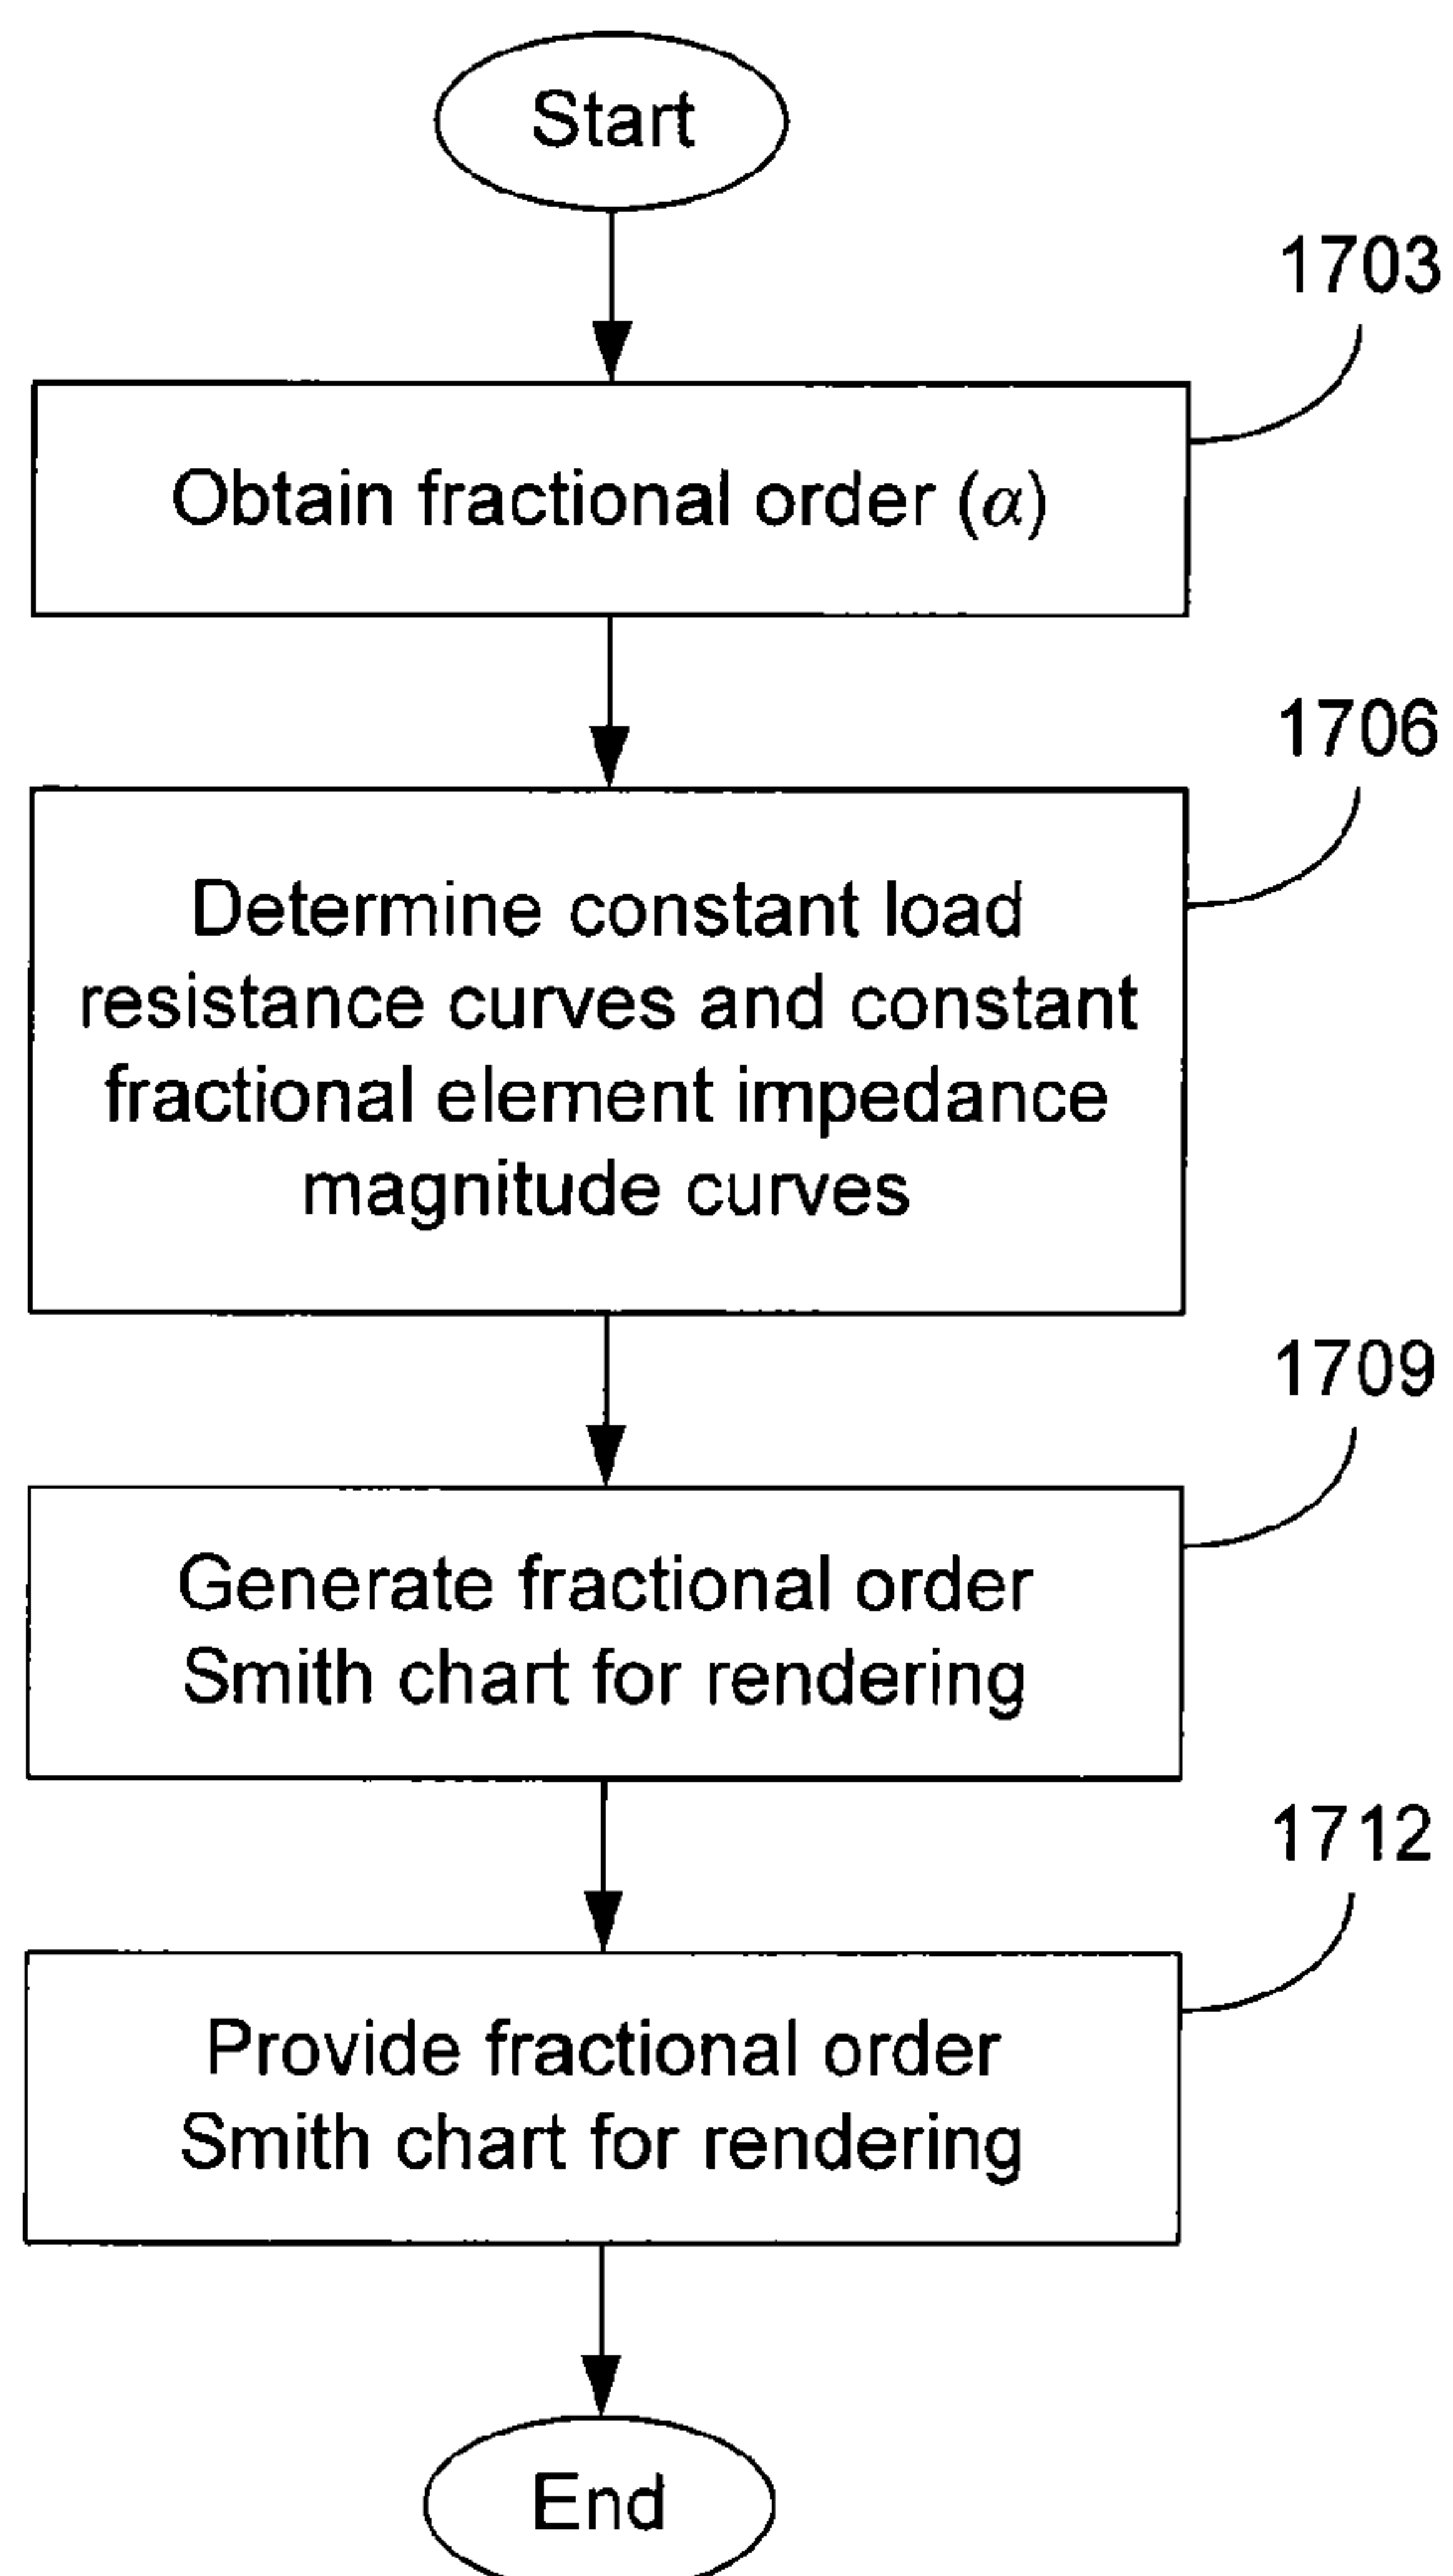 Start
1703
Obtain fractional order (α)
1706
Determine constant load
resistance curves and constant
fractional element impedance
magnitude curves
1709
Generate fractional order
Smith chart for rendering
1712
Provide fractional order
Smith chart for rendering
End